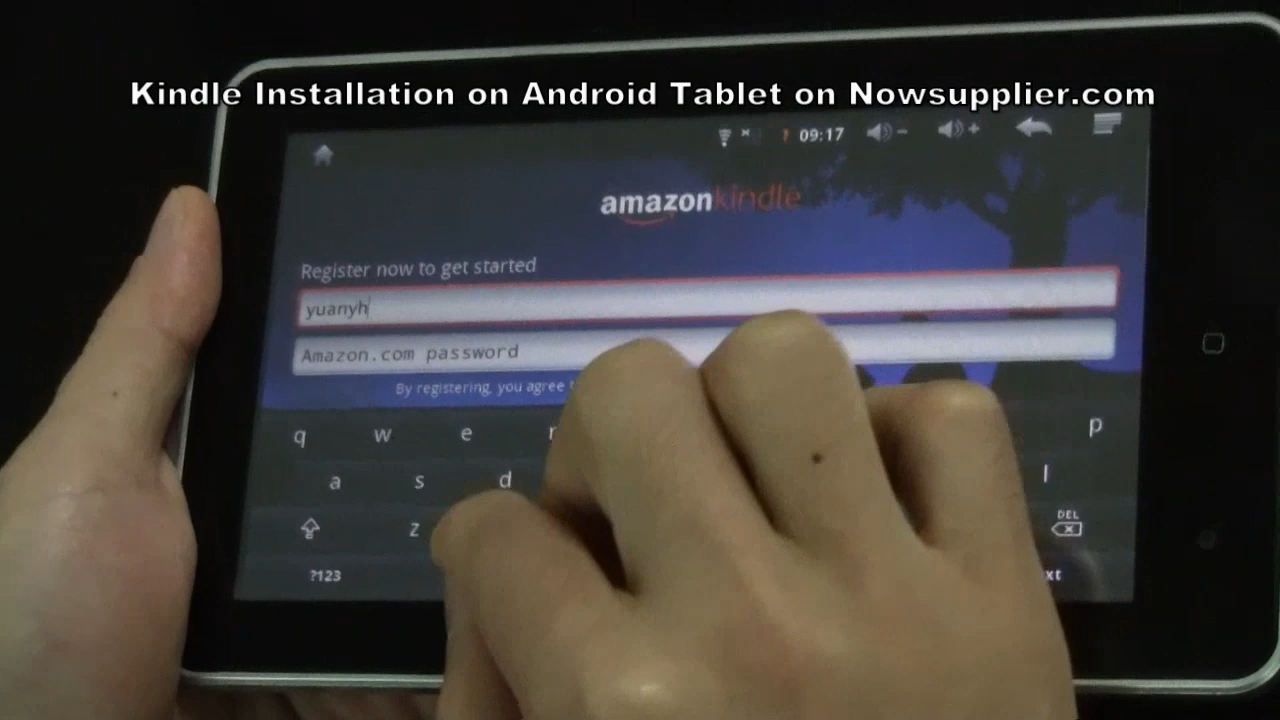 Kindle Installation on Android Tablet on Nowsupplier.com
09:17
amazonkindle
Register now to get started
yuanyh
Amazon.com password
By registering, you agree
q w e p
a s d l
z DEL
?123